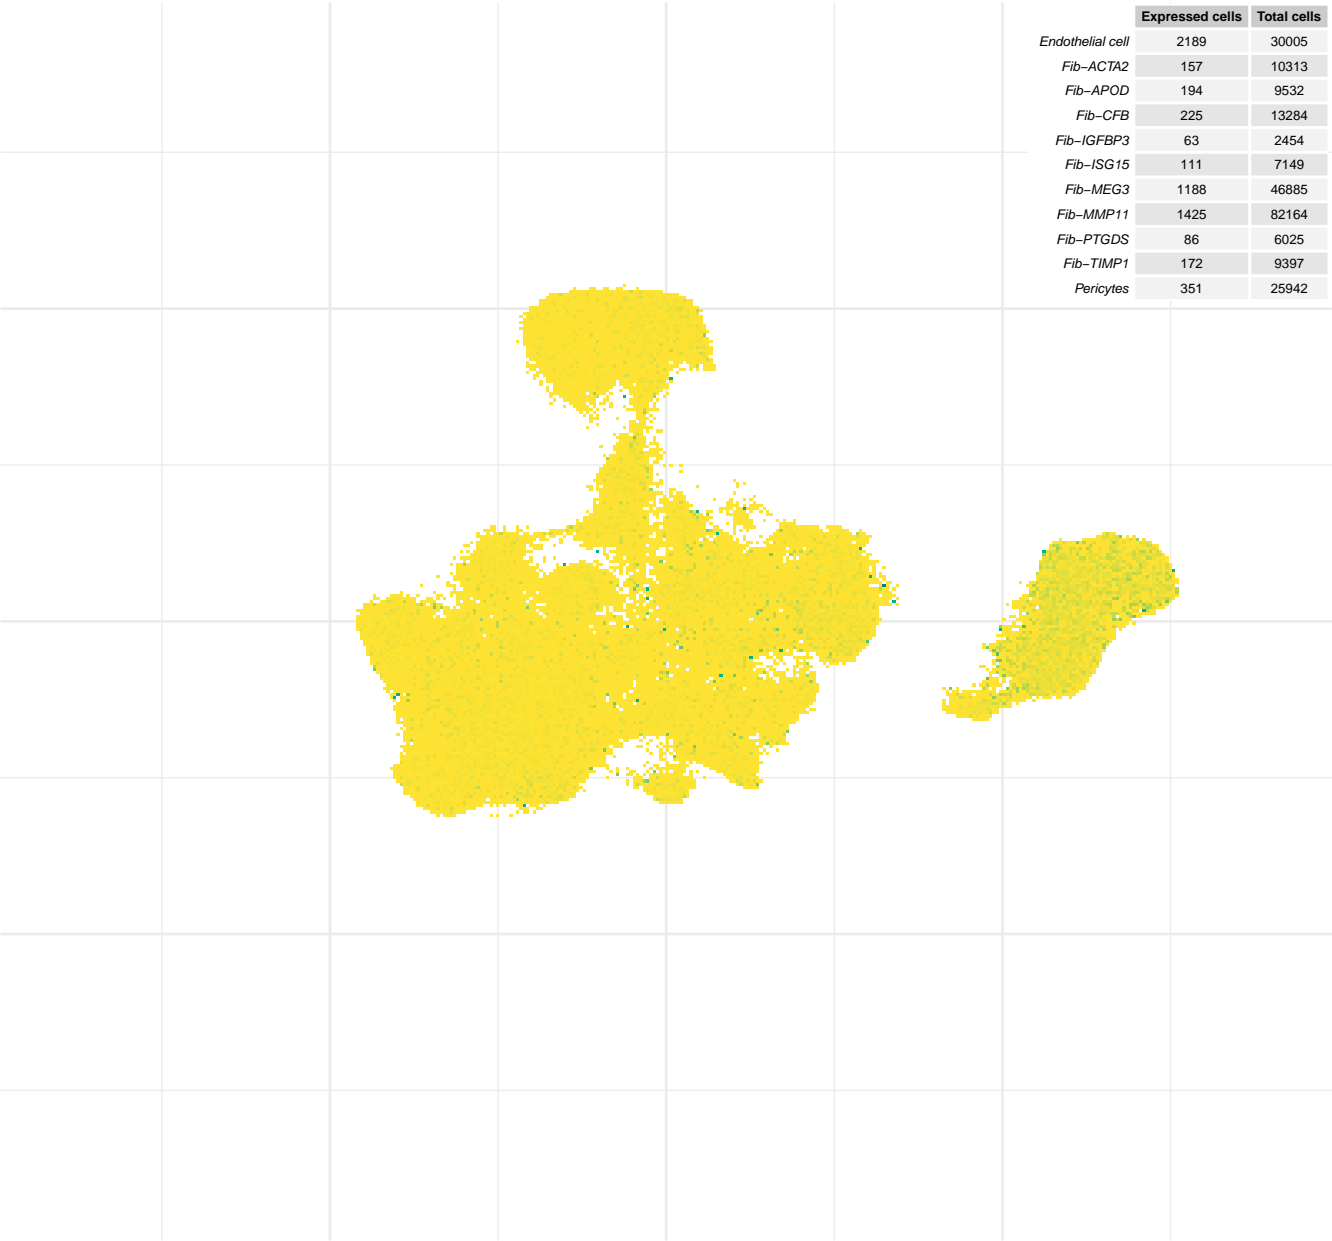 Expressed cells Total cells
Endothelial cell 2189 30005
Fib−ACTA2 157 10313
Fib−APOD 194 9532
Fib−CFB 225 13284
Fib−IGFBP3 63 2454
Fib−ISG15 111 7149
Fib−MEG3 1188 46885
Fib−MMP11 1425 82164
Fib−PTGDS 86 6025
Fib−TIMP1 172 9397
Pericytes 351 25942